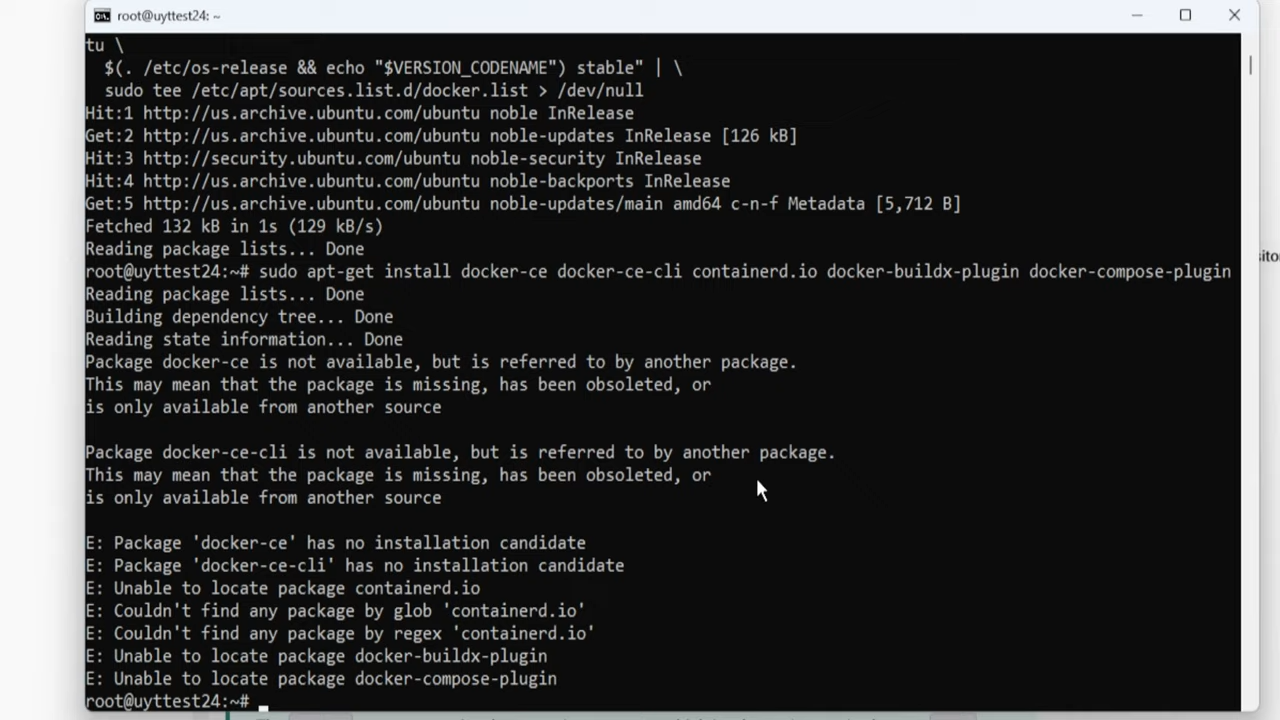 root@uyttest24: ~
tu \
$(. /etc/os-release && echo "$VERSION_CODENAME") stable" | \
sudo tee /etc/apt/sources.list.d/docker.list > /dev/null
Hit:1 http://us.archive.ubuntu.com/ubuntu noble InRelease
Get:2 http://us.archive.ubuntu.com/ubuntu noble-updates InRelease [126 kB]
Hit:3 http://security.ubuntu.com/ubuntu noble-security InRelease
Hit:4 http://us.archive.ubuntu.com/ubuntu noble-backports InRelease
Get:5 http://us.archive.ubuntu.com/ubuntu noble-updates/main amd64 c-n-f Metadata [5,712 B]
Fetched 132 kB in 1s (129 kB/s)
Reading package lists... Done
root@uyttest24:~# sudo apt-get install docker-ce docker-ce-cli containerd.io docker-buildx-plugin docker-compose-plugin
Reading package lists... Done
Building dependency tree... Done
Reading state information... Done
Package docker-ce is not available, but is referred to by another package.
This may mean that the package is missing, has been obsoleted, or
is only available from another source
Package docker-ce-cli is not available, but is referred to by another package.
This may mean that the package is missing, has been obsoleted, or
is only available from another source
E: Package 'docker-ce' has no installation candidate
E: Package 'docker-ce-cli' has no installation candidate
E: Unable to locate package containerd.io
E: Couldn't find any package by glob 'containerd.io'
E: Couldn't find any package by regex 'containerd.io'
E: Unable to locate package docker-buildx-plugin
E: Unable to locate package docker-compose-plugin
root@uyttest24:~#